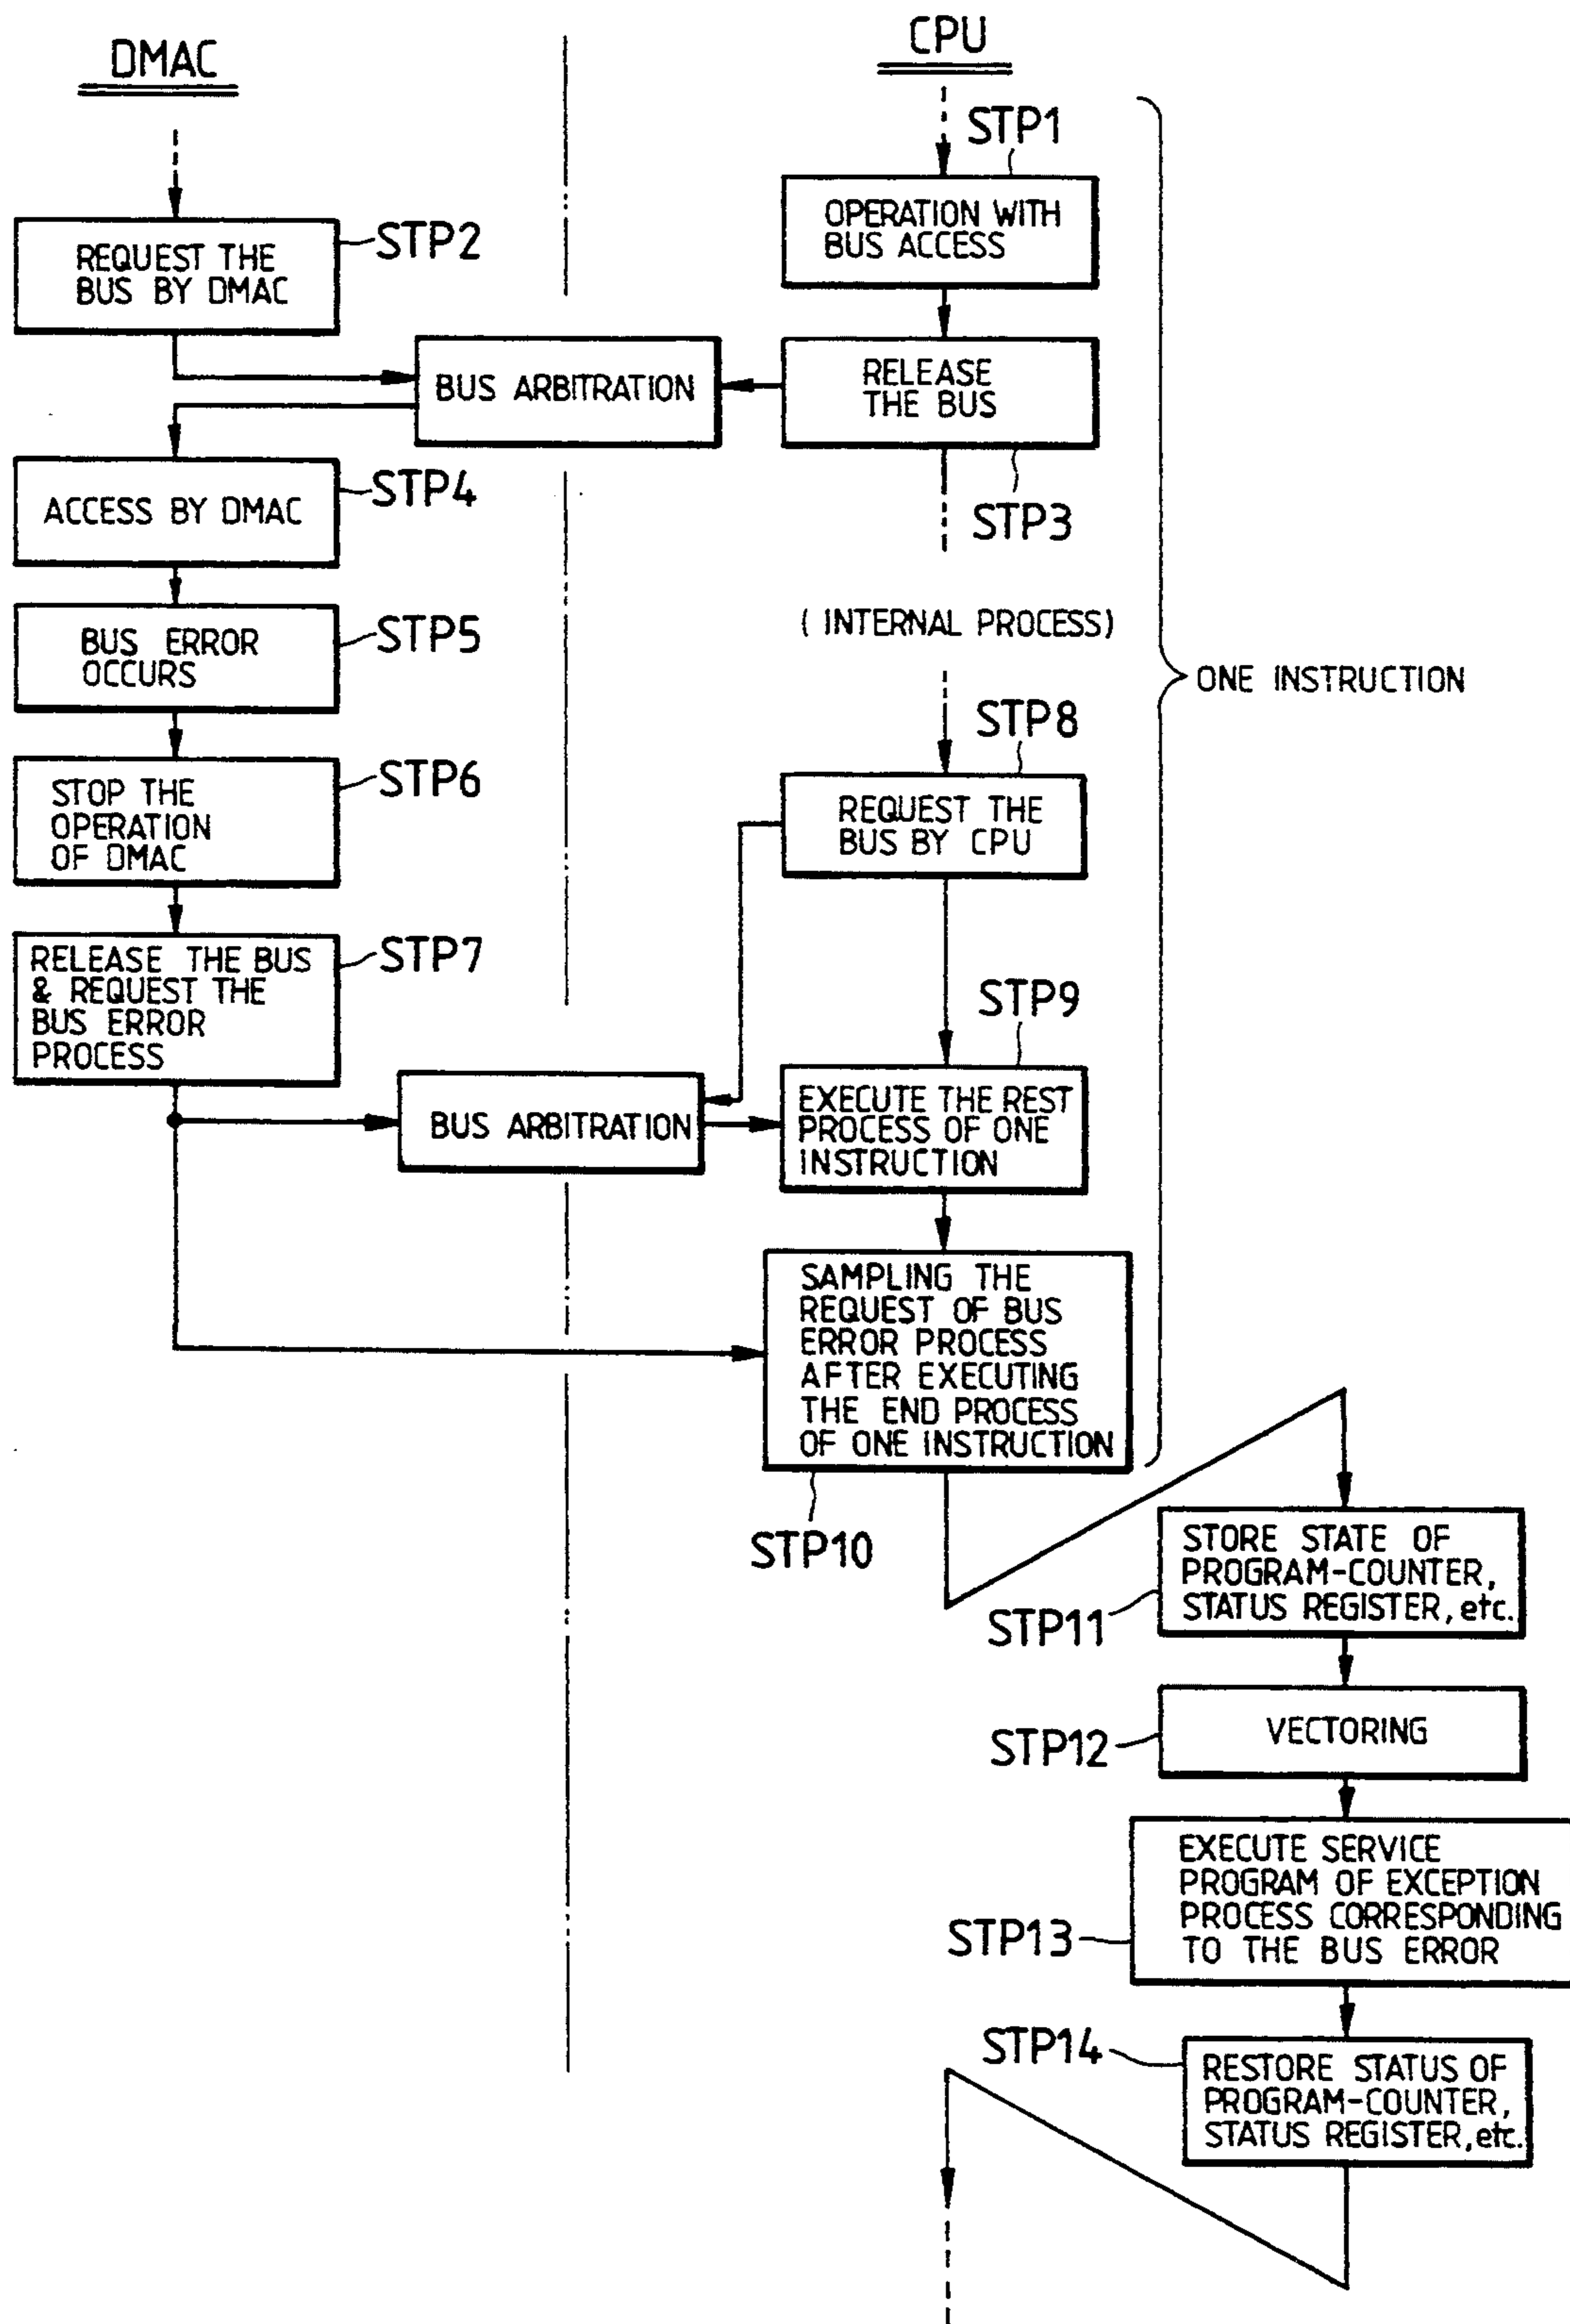 DMAC
CPU
STP1
OPERATION WITH
BUS ACCESS
STP2
REQUEST THE
BUS BY DMAC
BUS ARBITRATION
RELEASE
THE BUS
STP3
STP4
ACCESS BY DMAC
STP5
BUS ERROR
OCCURS
( INTERNAL PROCESS)
ONE INSTRUCTION
STP6
STOP THE
OPERATION
OF DMAC
STP8
REQUEST THE
BUS BY CPU
STP7
RELEASE THE BUS
& REQUEST THE
BUS ERROR
PROCESS
STP9
BUS ARBITRATION
EXECUTE THE REST
PROCESS OF ONE
INSTRUCTION
SAMPLING THE
REQUEST OF BUS
ERROR PROCESS
AFTER EXECUTING
THE END PROCESS
OF ONE INSTRUCTION
STP10
STORE STATE OF
PROGRAM-COUNTER,
STATUS REGISTER, etc.
STP11
VECTORING
STP12
EXECUTE SERVICE
PROGRAM OF EXCEPTION
PROCESS CORRESPONDING
TO THE BUS ERROR
STP13
STP14
RESTORE STATUS OF
PROGRAM-COUNTER,
STATUS REGISTER, etc.